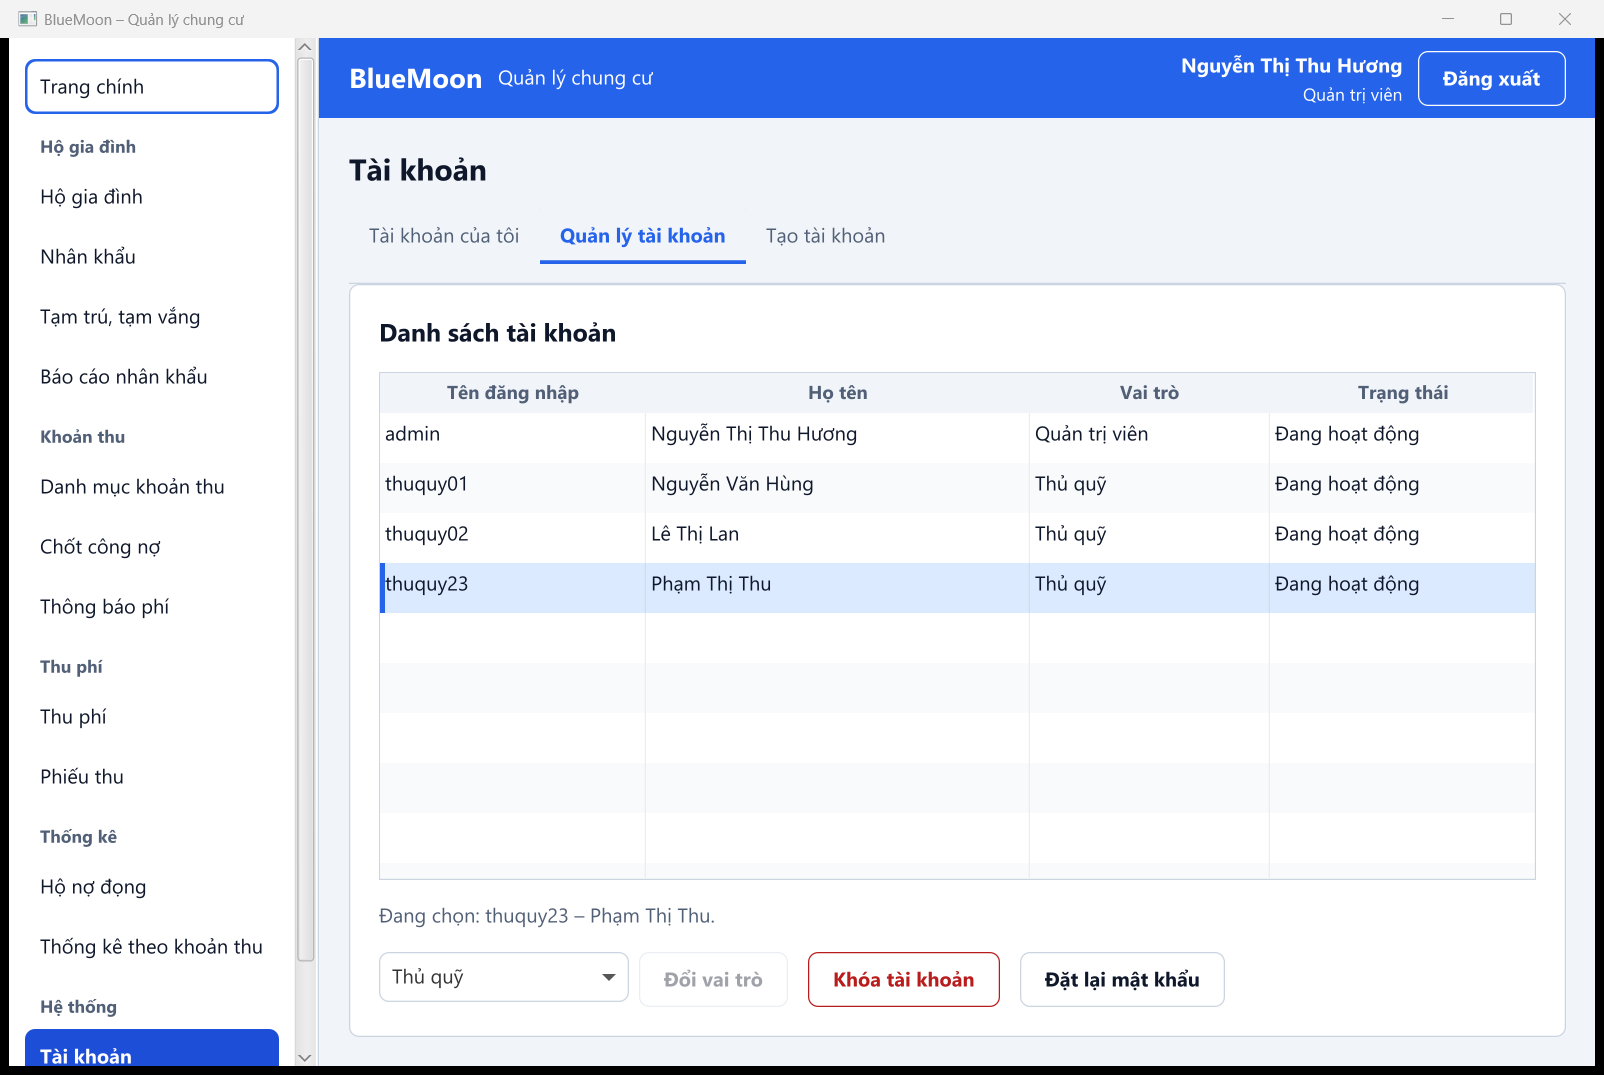 BlueMoon – Quản lý chung cư
Trang chính
Hộ gia đình
Hộ gia đình
Nhân khẩu
Tạm trú, tạm vắng
Báo cáo nhân khẩu
Khoản thu
Danh mục khoản thu
Chốt công nợ
Thông báo phí
Thu phí
Thu phí
Phiếu thu
Thống kê
Hộ nợ đọng
Thống kê theo khoản thu
Hệ thống
Tài khoản
BlueMoon Quản lý chung cư
Nguyễn Thị Thu Hương
Quản trị viên
Đăng xuất
Tài khoản
Tài khoản của tôi Quản lý tài khoản Tạo tài khoản
Danh sách tài khoản
Tên đăng nhập Họ tên Vai trò Trạng thái
admin Nguyễn Thị Thu Hương Quản trị viên Đang hoạt động
thuquy01 Nguyễn Văn Hùng Thủ quỹ Đang hoạt động
thuquy02 Lê Thị Lan Thủ quỹ Đang hoạt động
thuquy23 Phạm Thị Thu Thủ quỹ Đang hoạt động
Đang chọn: thuquy23 – Phạm Thị Thu.
Thủ quỹ Đổi vai trò Khóa tài khoản Đặt lại mật khẩu